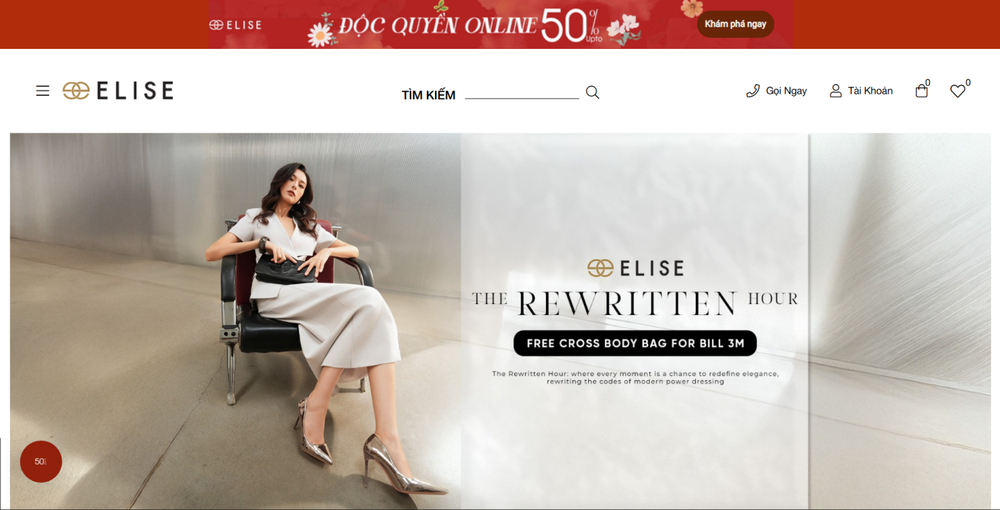 ELISE
ĐỘC QUYỀN ONLINE 50%
Upto
Khám phá ngay
ELISE
TÌM KIẾM
Gọi Ngay
Tài Khoản
0
0
ELISE
THE REWRITTEN HOUR
FREE CROSS BODY BAG FOR BILL 3M
The Rewritten Hour: where every moment is a chance to redefine elegance,
rewriting the codes of modern power dressing
50